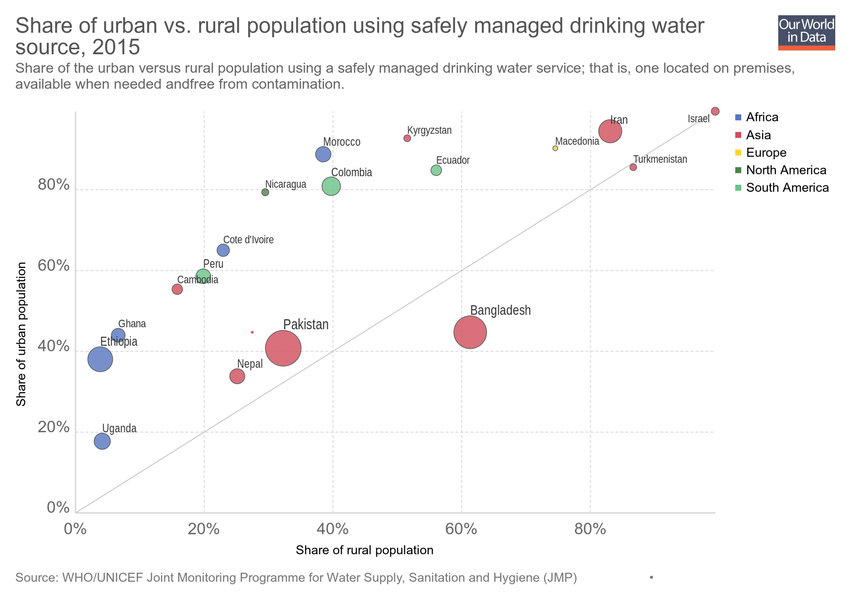 Share of urban vs. rural population using safely managed drinking water
source, 2015
Our World
in Data
Share of the urban versus rural population using a safely managed drinking water service; that is, one located on premises,
available when needed andfree from contamination.
Africa
Asia
Europe
North America
South America
Israel
Iran
Kyrgyzstan
Macedonia
Morocco
Turkmenistan
Ecuador
Colombia
Nicaragua
80%
Cote d'Ivoire
Peru
60%
Cambodia
Bangladesh
Ghana
Pakistan
Ethiopia
40%
Nepal
Uganda
20%
0%
Share of urban population
0%
20%
40%
60%
80%
Share of rural population
Source: WHO/UNICEF Joint Monitoring Programme for Water Supply, Sanitation and Hygiene (JMP)
•